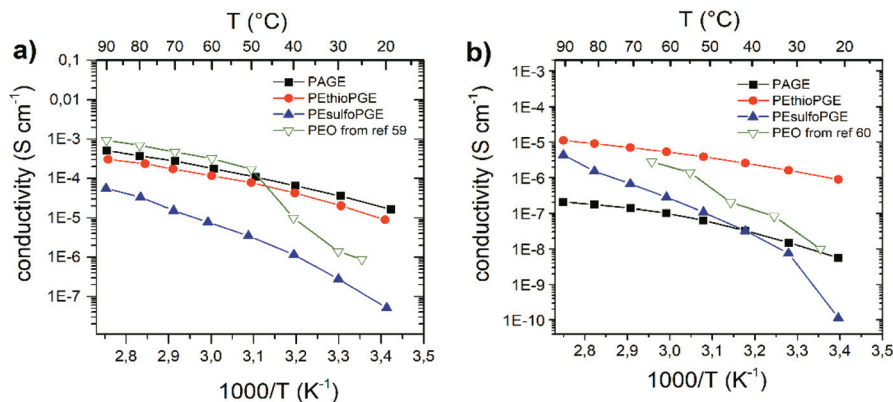 a)
T (°C)
90 80 70 60 50 40 30 20
0,1
0,01
1E-3
1E-4
1E-5
1E-6
1E-7
conductivity (S cm⁻¹)
PAGE
PEthioPGE
PEsulfoPGE
PEO from ref 59
2,8 2,9 3,0 3,1 3,2 3,3 3,4 3,5
1000/T (K⁻¹)
b)
T (°C)
90 80 70 60 50 40 30 20
1E-2
1E-3
1E-4
1E-5
1E-6
1E-7
1E-8
1E-9
1E-10
conductivity (S cm⁻¹)
PAGE
PEthioPGE
PEsulfoPGE
PEO from ref 60
2,8 2,9 3,0 3,1 3,2 3,3 3,4 3,5
1000/T (K⁻¹)